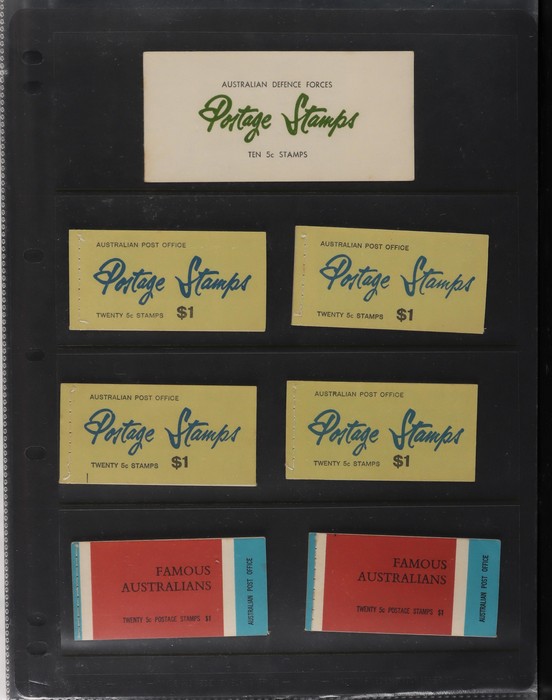 AUSTRALIAN DEFENCE FORCES
Postage Stamps
TEN 5c STAMPS
AUSTRALIAN POST OFFICE
Postage Stamps
TWENTY 5c STAMPS $1
AUSTRALIAN POST OFFICE
Postage Stamps
TWENTY 5c STAMPS $1
AUSTRALIAN POST OFFICE
Postage Stamps
TWENTY 5c STAMPS $1
AUSTRALIAN POST OFFICE
Postage Stamps
TWENTY 5c STAMPS $1
FAMOUS
AUSTRALIANS
TWENTY 5c POSTAGE STAMPS $1
AUSTRALIAN POST OFFICE
FAMOUS
AUSTRALIANS
TWENTY 5c POSTAGE STAMPS $1
AUSTRALIAN POST OFFICE